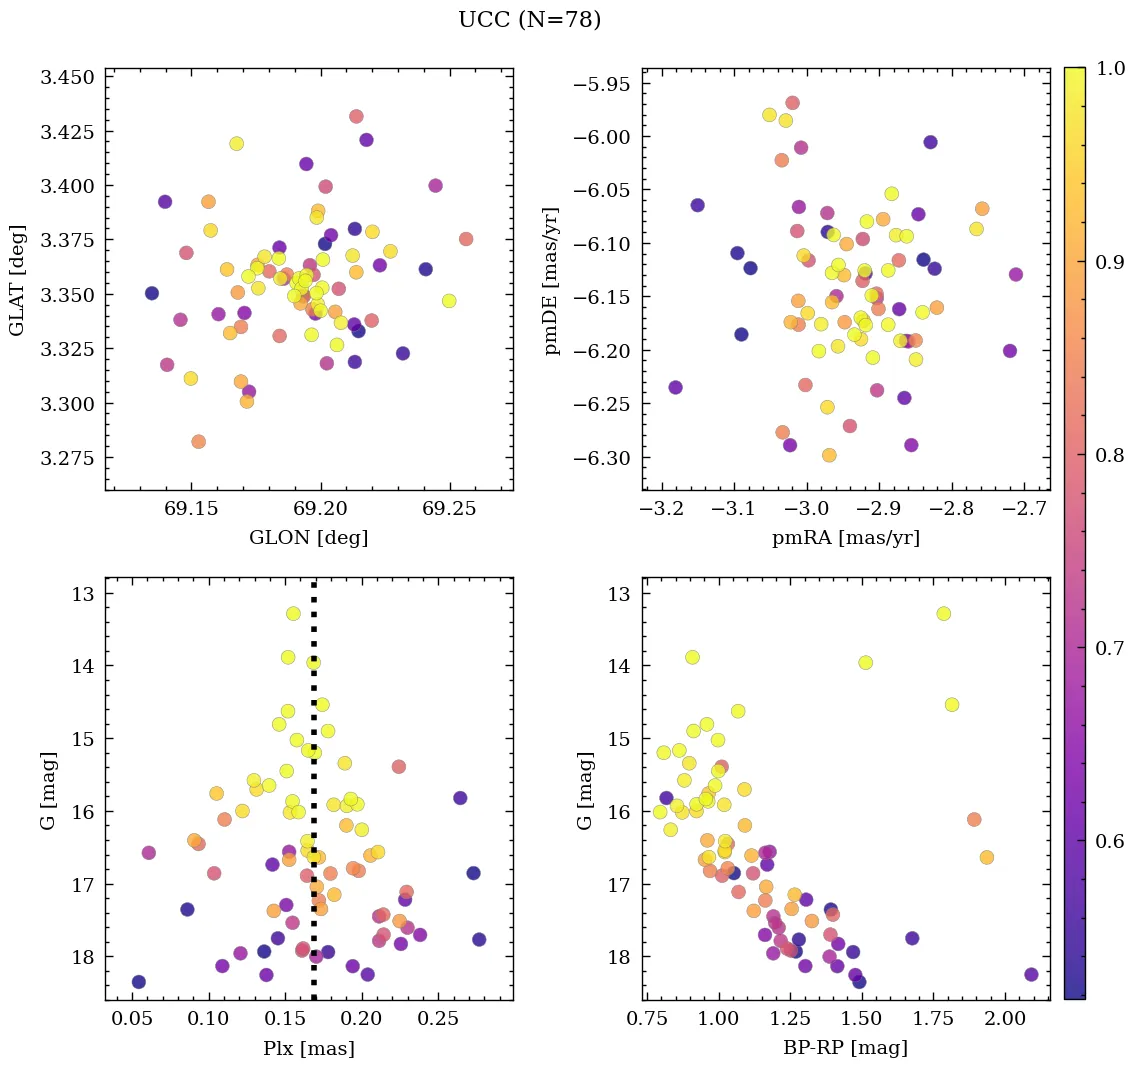 UCC (N=78)
3.450
3.425
3.400
3.375
3.350
3.325
3.300
3.275
GLAT [deg]
69.15 69.20 69.25
GLON [deg]
−5.95
−6.00
−6.05
−6.10
−6.15
−6.20
−6.25
−6.30
pmDE [mas/yr]
−3.2 −3.1 −3.0 −2.9 −2.8 −2.7
pmRA [mas/yr]
1.0
0.9
0.8
0.7
0.6
13
14
15
16
17
18
G [mag]
0.05 0.10 0.15 0.20 0.25
Plx [mas]
13
14
15
16
17
18
G [mag]
0.75 1.00 1.25 1.50 1.75 2.00
BP-RP [mag]